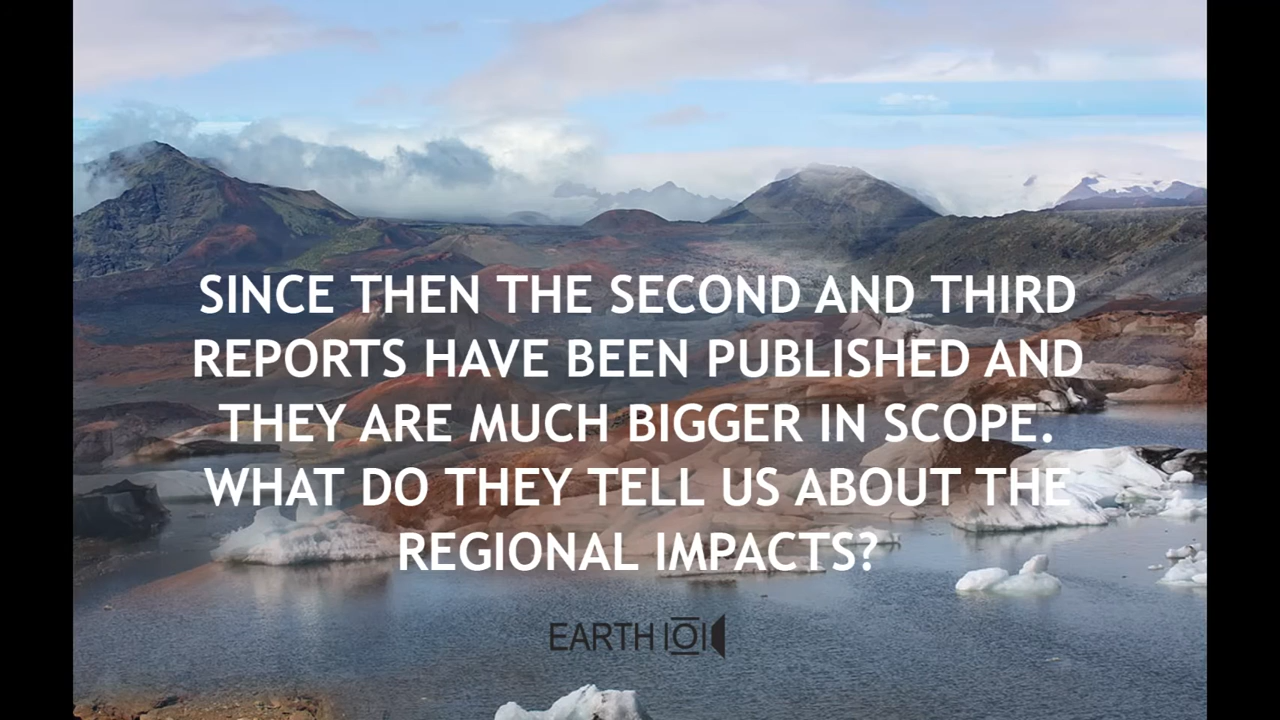 SINCE THEN THE SECOND AND THIRD
REPORTS HAVE BEEN PUBLISHED AND
THEY ARE MUCH BIGGER IN SCOPE.
WHAT DO THEY TELL US ABOUT THE
REGIONAL IMPACTS?
EARTH 101